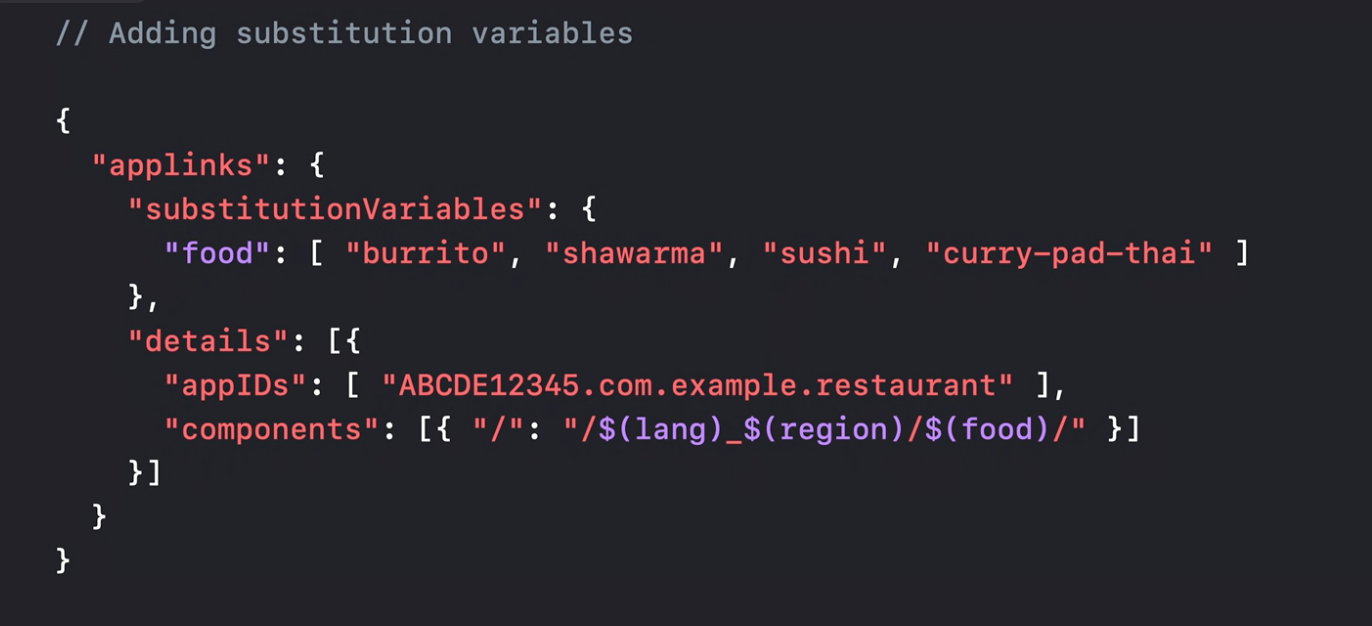 // Adding substitution variables
{
"applinks": {
"substitutionVariables": {
"food": [ "burrito", "shawarma", "sushi", "curry-pad-thai" ]
},
"details": [{
"appIDs": [ "ABCDE12345.com.example.restaurant" ],
"components": [{ "/": "/$(lang)_$(region)/$(food)/" }]
}]
}
}